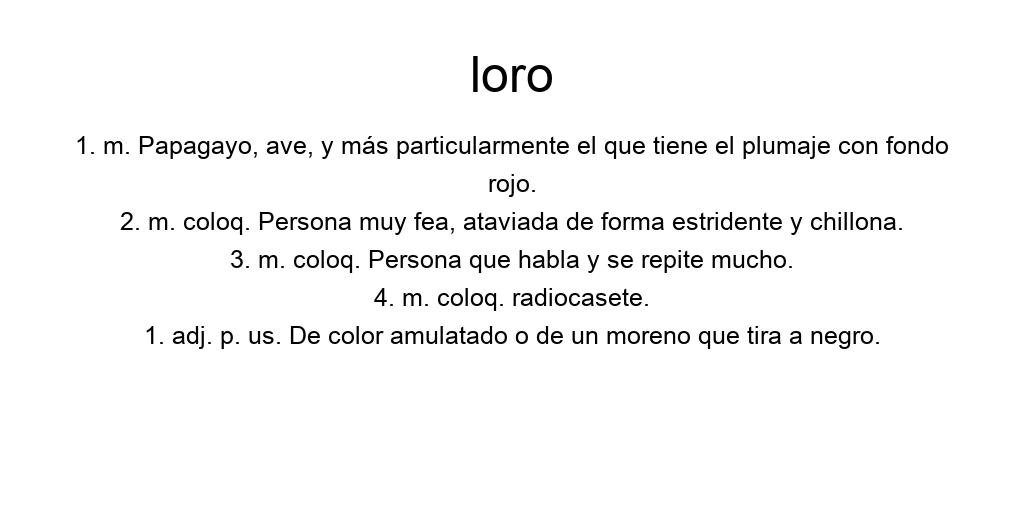 loro
1. m. Papagayo, ave, y más particularmente el que tiene el plumaje con fondo
rojo.
2. m. coloq. Persona muy fea, ataviada de forma estridente y chillona.
3. m. coloq. Persona que habla y se repite mucho.
4. m. coloq. radiocasete.
1. adj. p. us. De color amulatado o de un moreno que tira a negro.